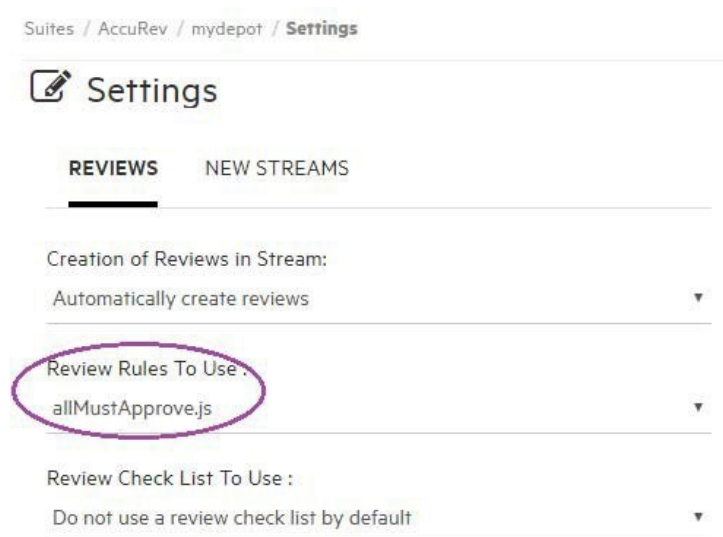 Suites / AccuRev / mydepot / Settings
Settings
REVIEWS NEW STREAMS
Creation of Reviews in Stream:
Automatically create reviews
Review Rules To Use :
allMustApprove.js
Review Check List To Use :
Do not use a review check list by default